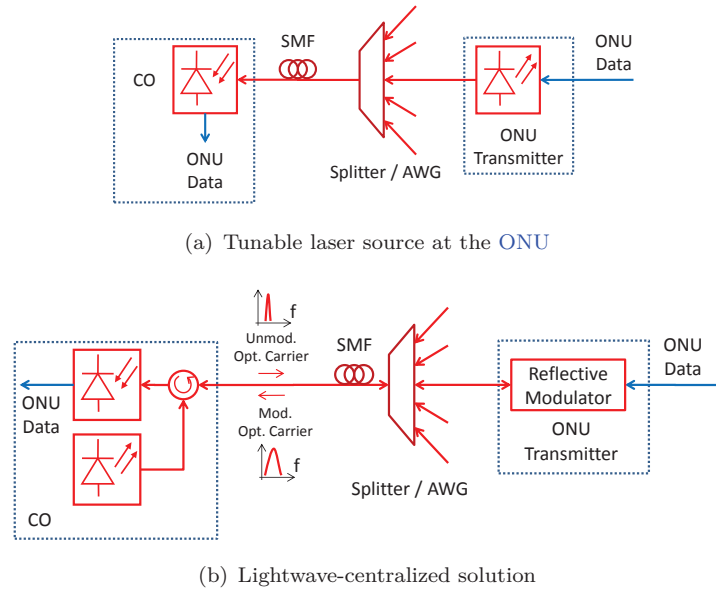 SMF
ONU
Data
CO
ONU
Data
ONU
Transmitter
Splitter / AWG
(a) Tunable laser source at the ONU
f
Unmod.
Opt. Carrier
SMF
ONU
Data
Reflective
Modulator
ONU
Data
Mod.
Opt. Carrier
f
ONU
Transmitter
Splitter / AWG
CO
(b) Lightwave-centralized solution